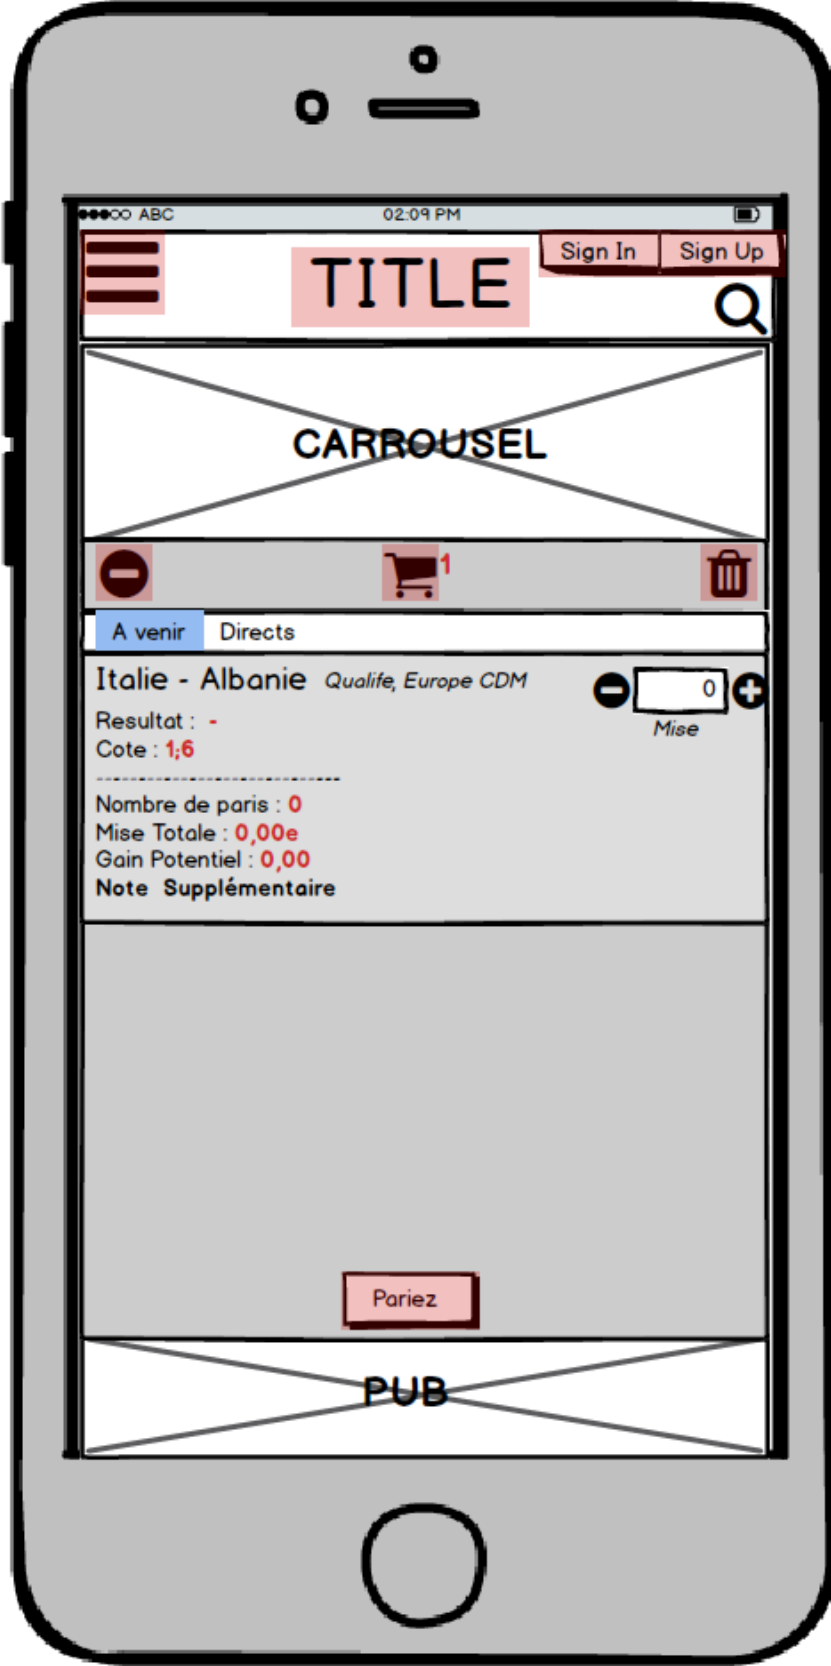 ABC 02:09 PM
Sign In Sign Up
TITLE
CARROUSEL
1
A venir Directs
Italie - Albanie Qualife, Europe CDM 0
Mise
Resultat : -
Cote : 1;6
----------------------------
Nombre de paris : 0
Mise Totale : 0,00e
Gain Potentiel : 0,00
Note Supplémentaire
Pariez
PUB